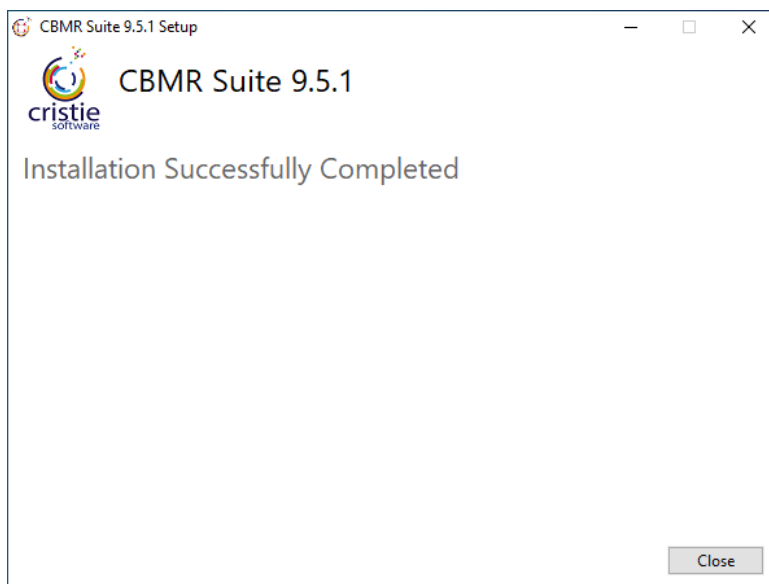 CBMR Suite 9.5.1 Setup
CBMR Suite 9.5.1
cristie
software
Installation Successfully Completed
Close